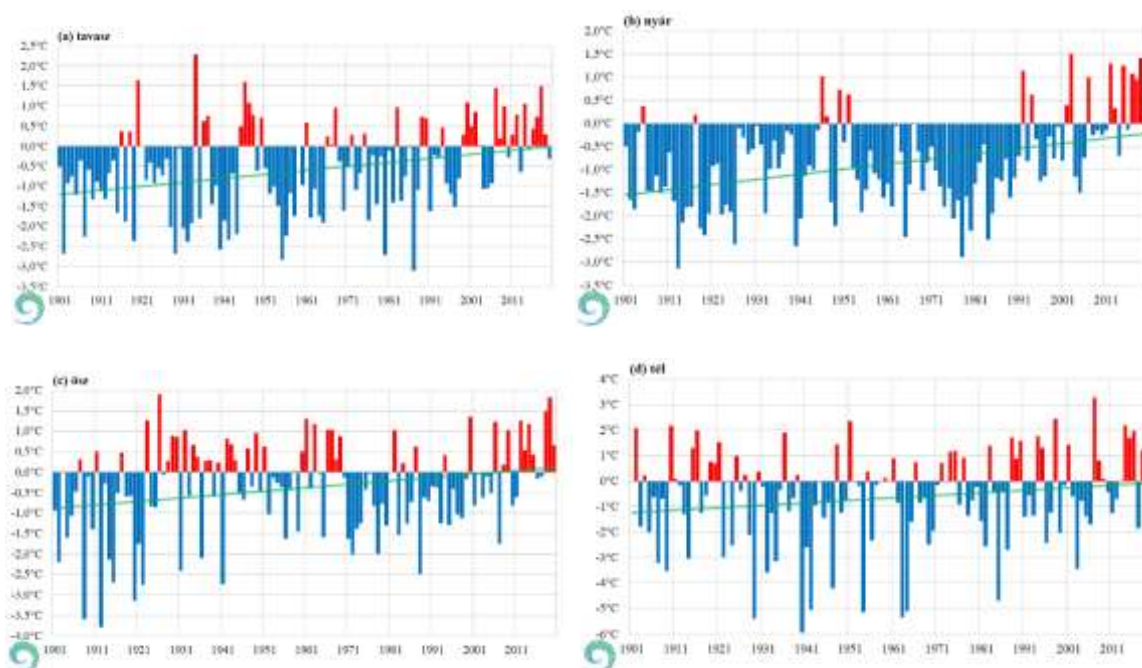 (a) tavasz
2,5°C
2,0°C
1,5°C
1,0°C
0,5°C
0,0°C
-0,5°C
-1,0°C
-1,5°C
-2,0°C
-2,5°C
-3,0°C
-3,5°C
1901 1911 1921 1931 1941 1951 1961 1971 1981 1991 2001 2011
(b) nyár
2,0°C
1,5°C
1,0°C
0,5°C
0,0°C
-0,5°C
-1,0°C
-1,5°C
-2,0°C
-2,5°C
-3,0°C
-3,5°C
1901 1911 1921 1931 1941 1951 1961 1971 1981 1991 2001 2011
(c) ősz
2,0°C
1,5°C
1,0°C
0,5°C
0,0°C
-0,5°C
-1,0°C
-1,5°C
-2,0°C
-2,5°C
-3,0°C
-3,5°C
-4,0°C
1901 1911 1921 1931 1941 1951 1961 1971 1981 1991 2001 2011
(d) tél
4°C
3°C
2°C
1°C
0°C
-1°C
-2°C
-3°C
-4°C
-5°C
-6°C
1901 1911 1921 1931 1941 1951 1961 1971 1981 1991 2001 2011